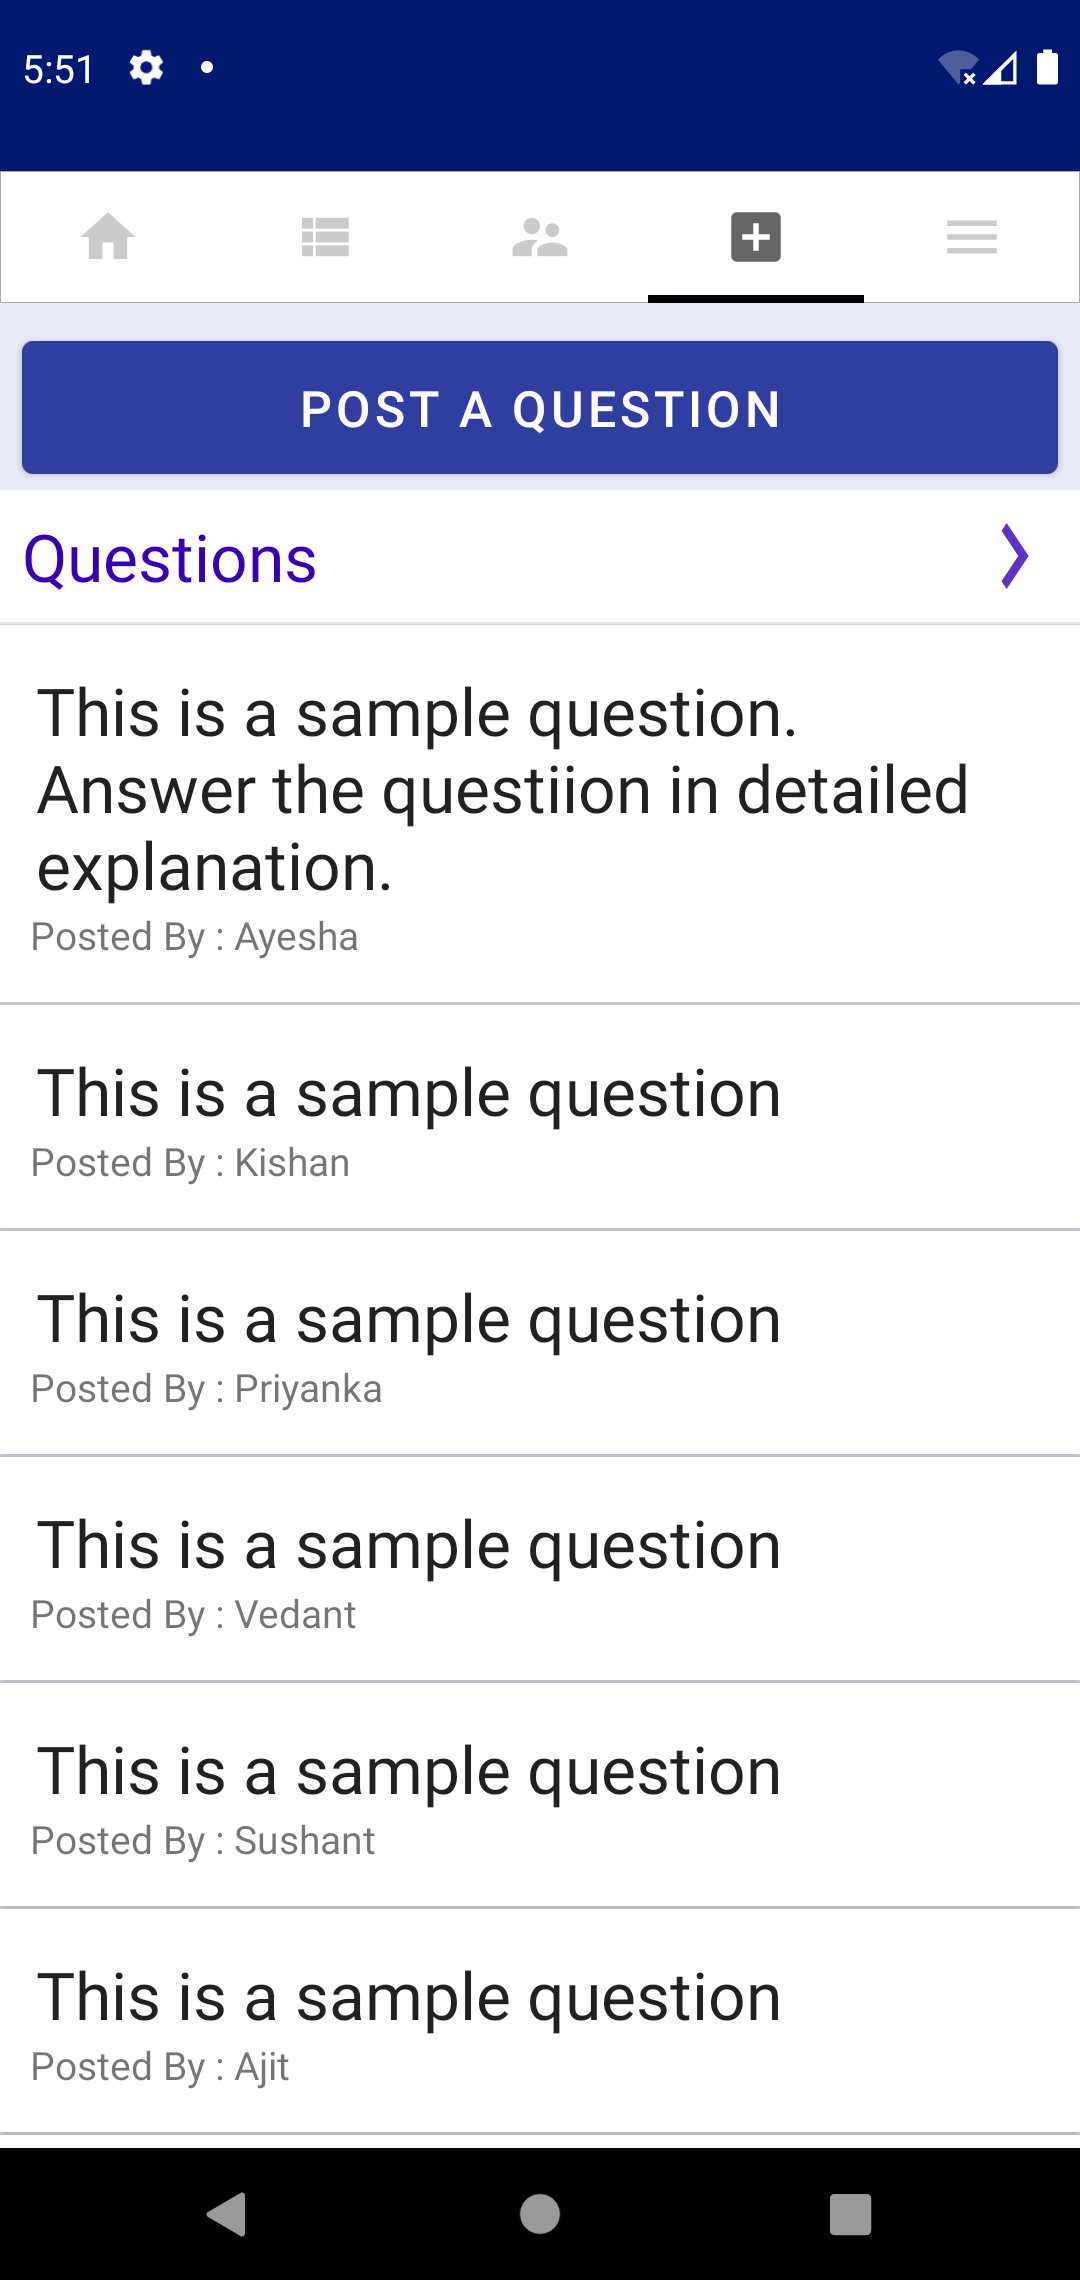 5:51
POST A QUESTION
Questions
This is a sample question.
Answer the questiion in detailed
explanation.
Posted By : Ayesha
This is a sample question
Posted By : Kishan
This is a sample question
Posted By : Priyanka
This is a sample question
Posted By : Vedant
This is a sample question
Posted By : Sushant
This is a sample question
Posted By : Ajit